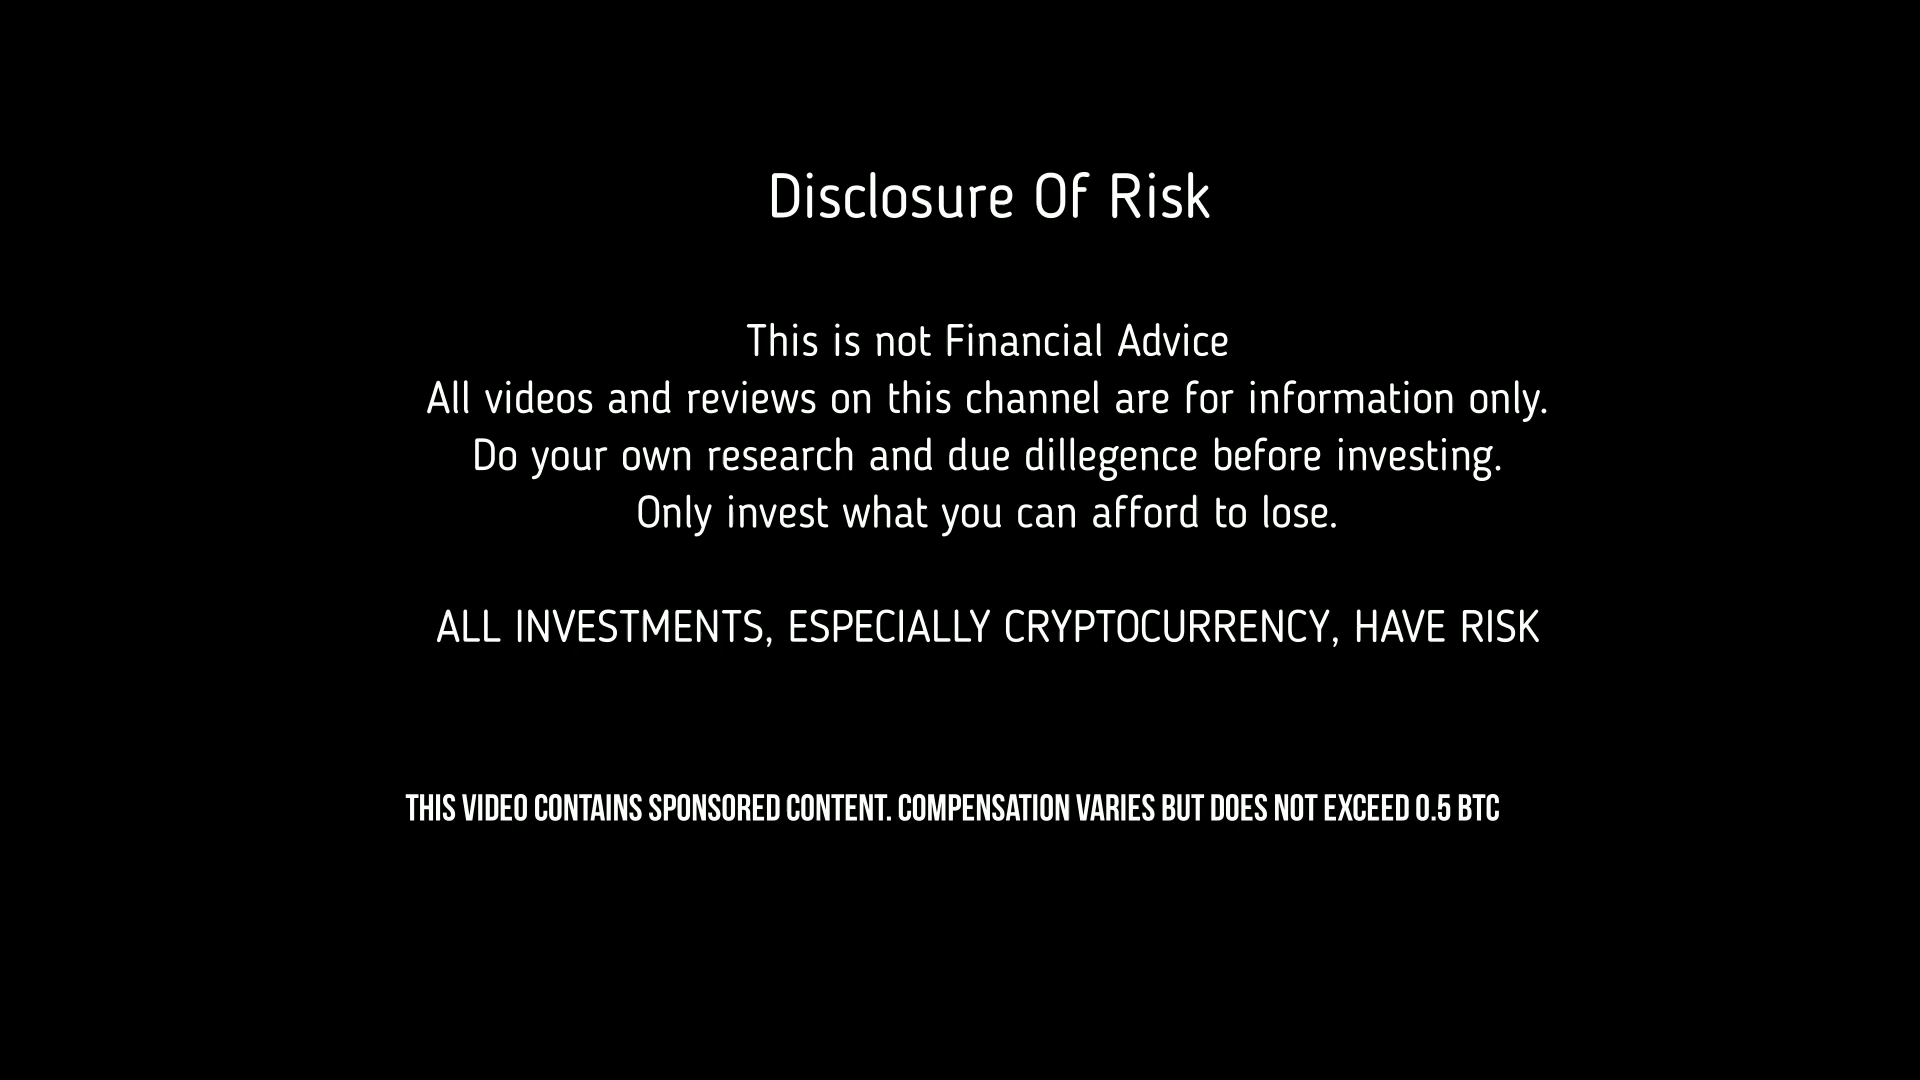 Disclosure Of Risk
This is not Financial Advice
All videos and reviews on this channel are for information only.
Do your own research and due dillegence before investing.
Only invest what you can afford to lose.
ALL INVESTMENTS, ESPECIALLY CRYPTOCURRENCY, HAVE RISK
THIS VIDEO CONTAINS SPONSORED CONTENT. COMPENSATION VARIES BUT DOES NOT EXCEED 0.5 BTC